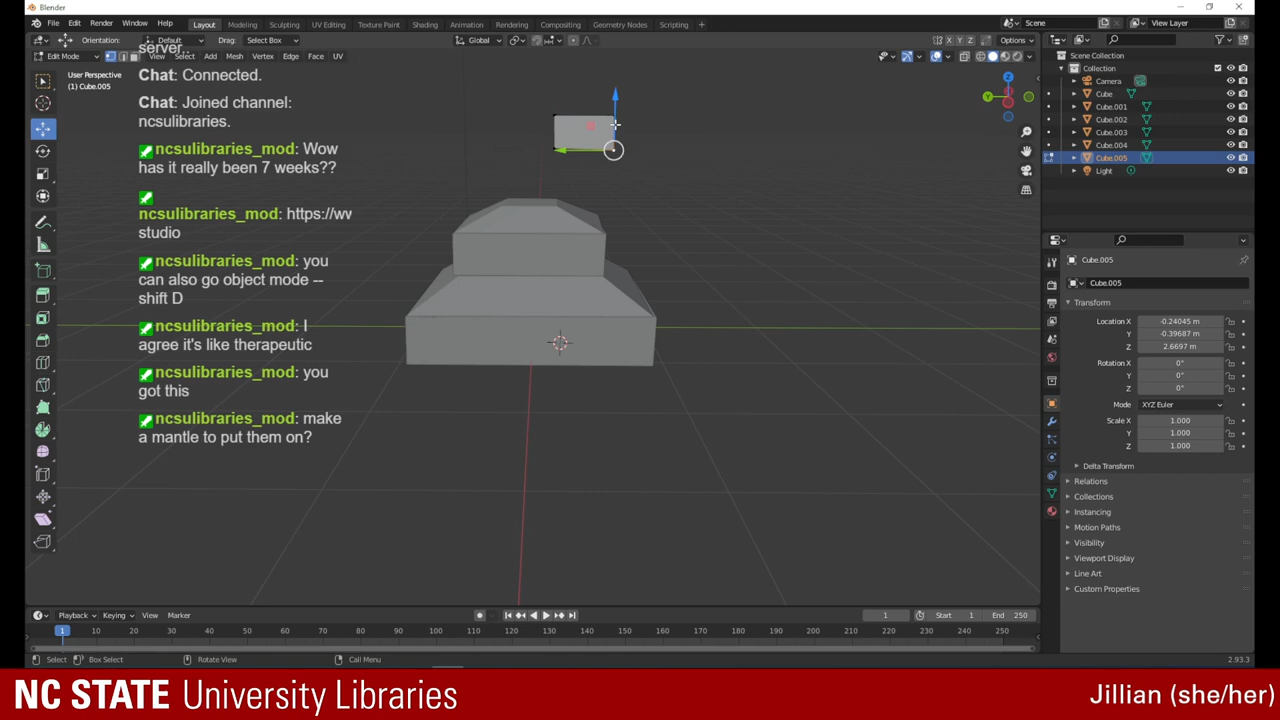 Blender
File Edit Render Window Help Layout Modeling Sculpting UV Editing Texture Paint Shading Animation Rendering Compositing Geometry Nodes Scripting + Scene View Layer
Orientation: Default Drag: Select Box Global X Y Z Options
Edit Mode View Select Add Mesh Vertex Edge Face UV
server...
User Perspective
(1) Cube.005
Chat: Connected.
Chat: Joined channel:
ncsulibraries.
ncsulibraries_mod: Wow
has it really been 7 weeks??
ncsulibraries_mod: https://ww
studio
ncsulibraries_mod: you
can also go object mode --
shift D
ncsulibraries_mod: I
agree it's like therapeutic
ncsulibraries_mod: you
got this
ncsulibraries_mod: make
a mantle to put them on?
Z
Y
Scene Collection
Collection
Camera
Cube
Cube.001
Cube.002
Cube.003
Cube.004
Cube.005
Light
Cube.005
Cube.005
Transform
Location X -0.24045 m
Y -0.39687 m
Z 2.6697 m
Rotation X 0°
Y 0°
Z 0°
Mode XYZ Euler
Scale X 1.000
Y 1.000
Z 1.000
Delta Transform
Relations
Collections
Instancing
Motion Paths
Visibility
Viewport Display
Line Art
Custom Properties
Playback Keying View Marker 1 Start 1 End 250
1 10 20 30 40 50 60 70 80 90 100 110 120 130 140 150 160 170 180 190 200 210 220 230 240 250
Select Box Select Rotate View Call Menu 2.93.3
NC STATE University Libraries
Jillian (she/her)